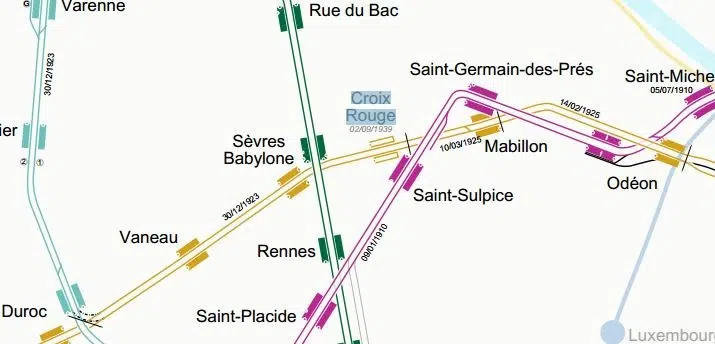 G
Varenne
Rue du Bac
30/12/1923
Saint-Germain-des-Prés
Saint-Miche
05/07/1910
Croix
Rouge
02/09/1939
14/02/1925
ier
Sèvres
Babylone
10/03/1925
Mabillon
② ①
Odéon
Saint-Sulpice
30/12/1923
Vaneau
09/01/1910
Rennes
Duroc
Saint-Placide
Luxembourg